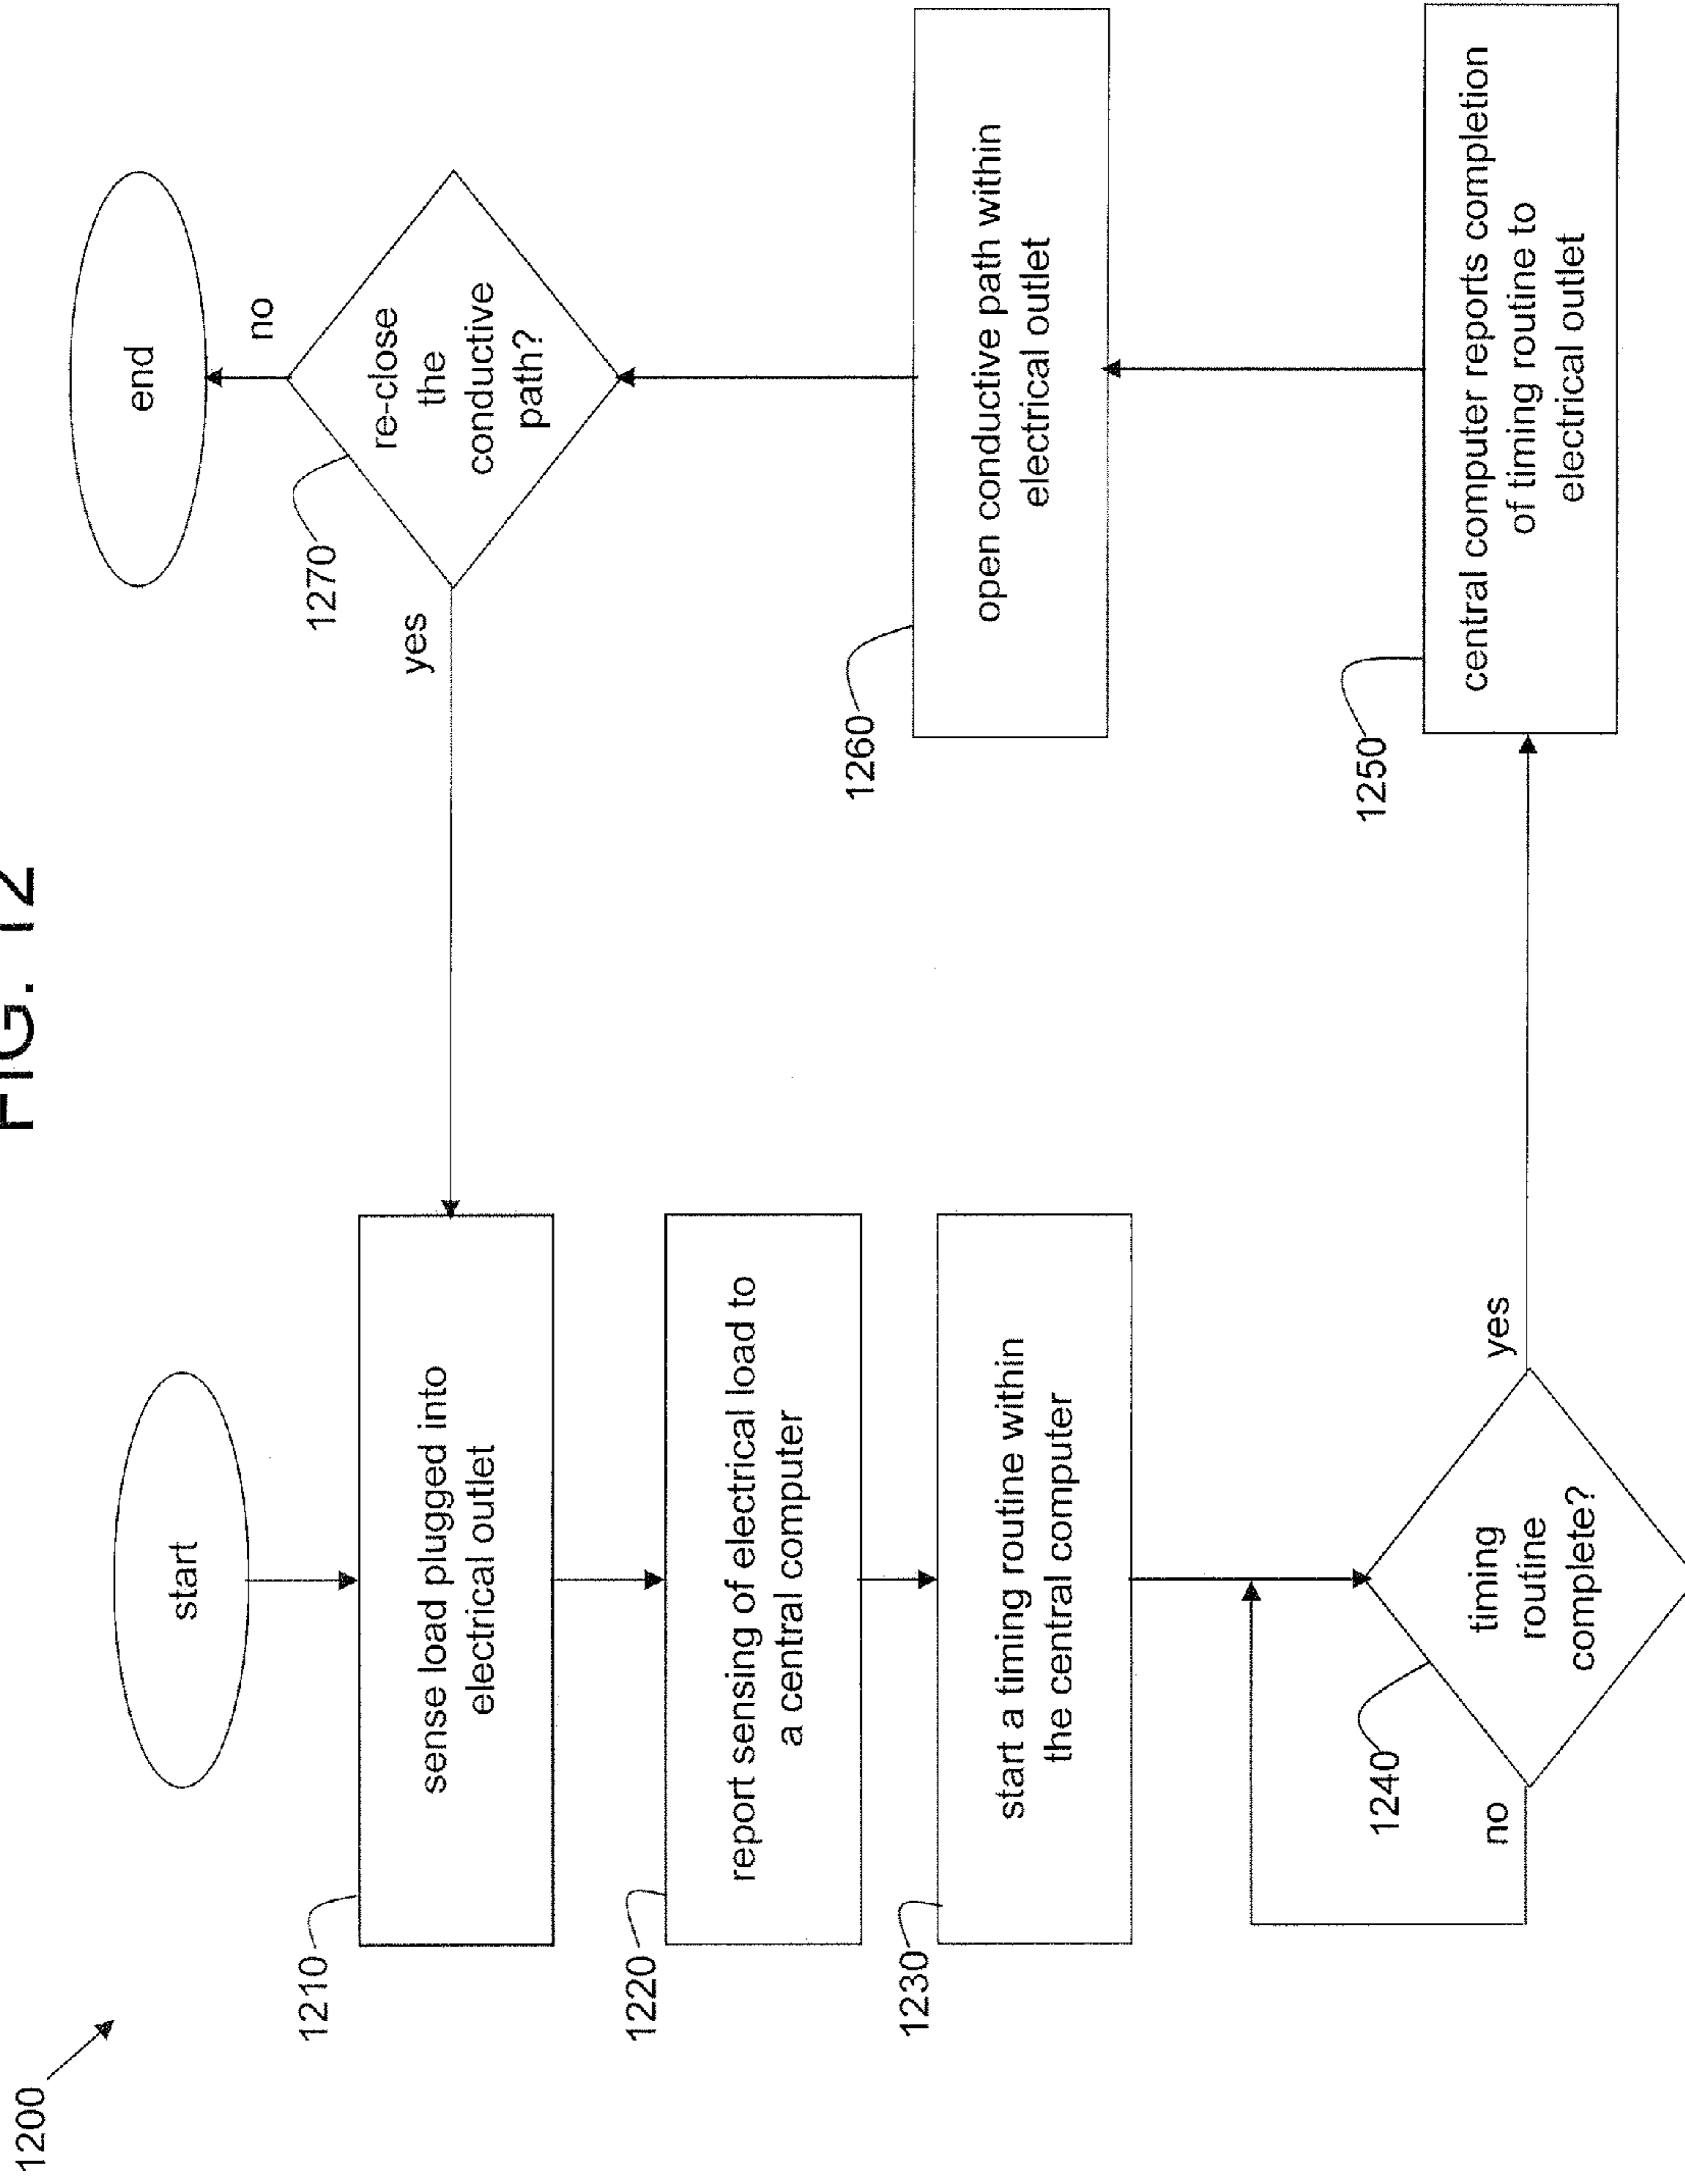 FIG. 12
1200
start
1210
sense load plugged into
electrical outlet
1220
report sensing of electrical load to
a central computer
1230
start a timing routine within
the central computer
1240
timing
routine
complete?
no
yes
1250
central computer reports completion
of timing routine to
electrical outlet
1260
open conductive path within
electrical outlet
1270
re-close
the
conductive
path?
yes
no
end